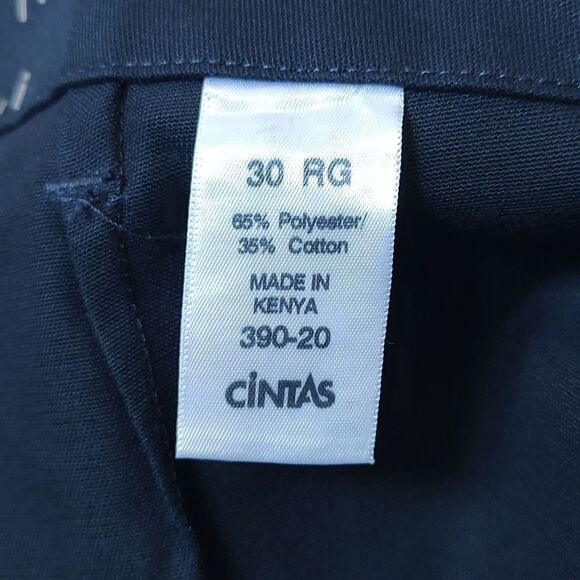 30 RG
65% Polyester/
35% Cotton
MADE IN
KENYA
390-20
CINTAS